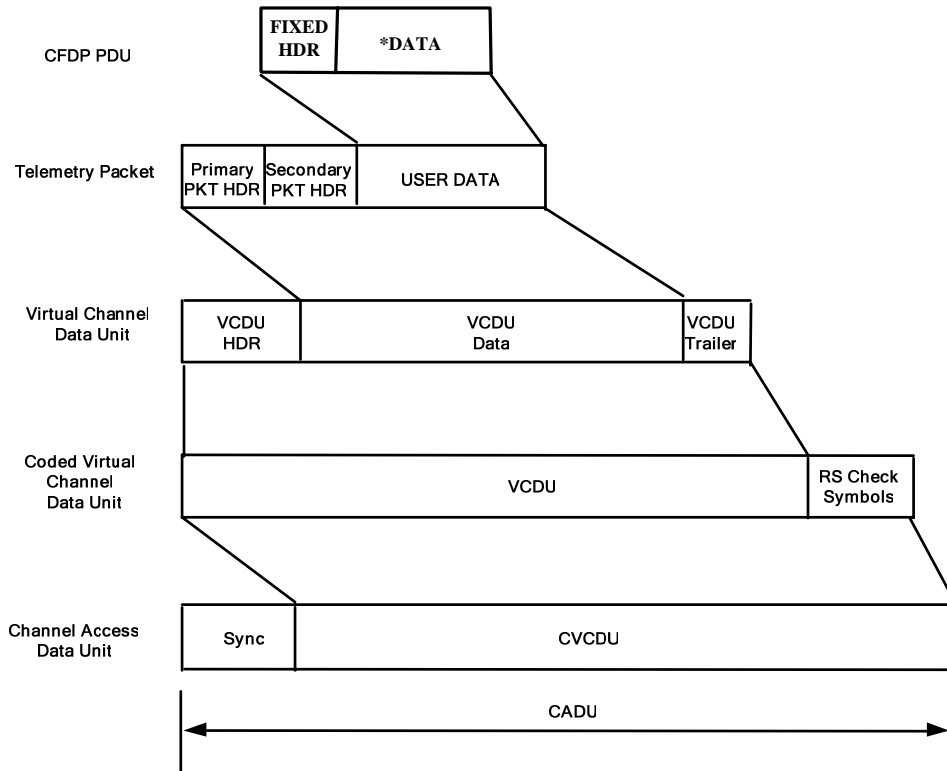 CFDP PDU
FIXED
HDR
*DATA
Telemetry Packet
Primary
PKT HDR
Secondary
PKT HDR
USER DATA
Virtual Channel
Data Unit
VCDU
HDR
VCDU
Data
VCDU
Trailer
Coded Virtual
Channel
Data Unit
VCDU
RS Check
Symbols
Channel Access
Data Unit
Sync
CVCDU
CADU